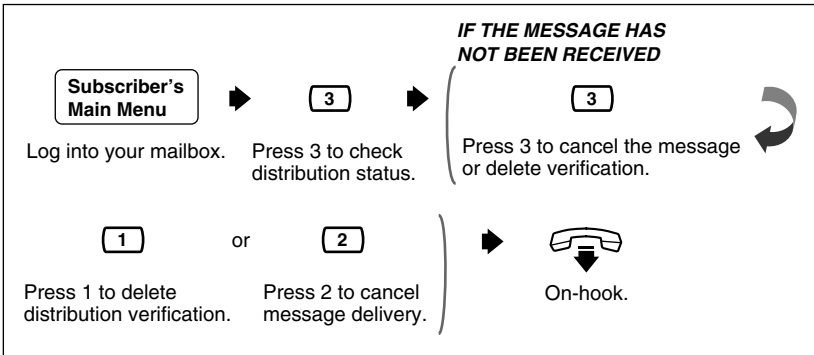 IF THE MESSAGE HAS
NOT BEEN RECEIVED
Subscriber's
Main Menu
3
3
Log into your mailbox.
Press 3 to check
distribution status.
Press 3 to cancel the message
or delete verification.
1
or
2
Press 1 to delete
distribution verification.
Press 2 to cancel
message delivery.
On-hook.